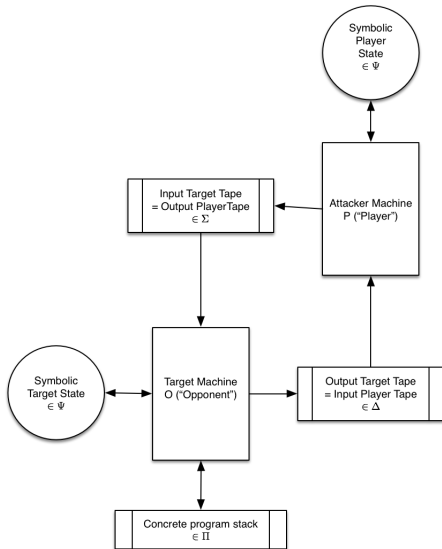 Symbolic
Player
State
∈ Ψ
Input Target Tape
= Output PlayerTape
∈ Σ
Attacker Machine
P (“Player”)
Symbolic
Target State
∈ Ψ
Target Machine
O (“Opponent”)
Output Target Tape
= Input Player Tape
∈ Δ
Concrete program stack
∈ Π